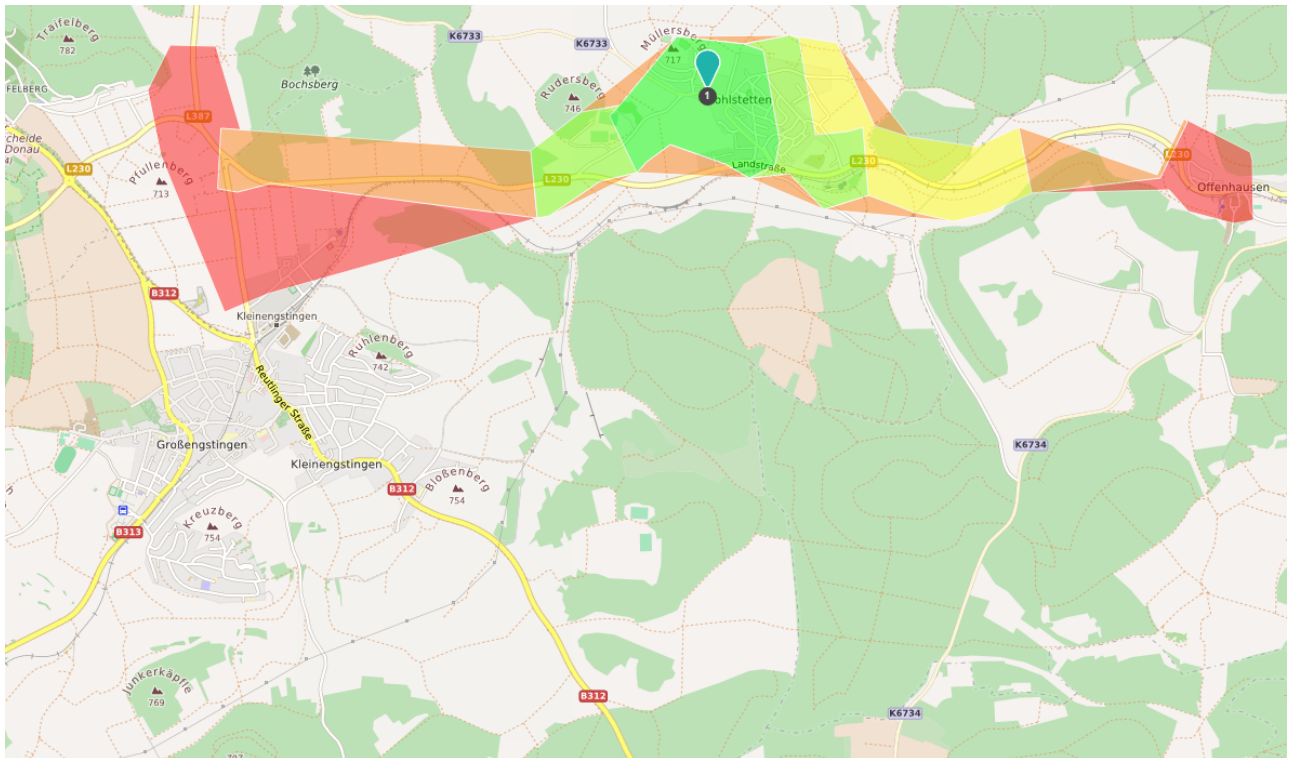 Traifelberg
782
K6733
K6733
Müllersberg
717
Bochsberg
Rudersberg
746
FELBERG
1
ohlstetten
L387
cheide
Donau
4)
L230
Pfullenberg
713
L230
Landstraße
L230
L230
Offenhausen
B312
Kleinengstingen
Ruhlenberg
742
Reutlinger Straße
Großengstingen
Kleinengstingen
B312
Bloßenberg
754
K6734
h
Kreuzberg
754
B313
Junkerkäpfle
769
B312
K6734